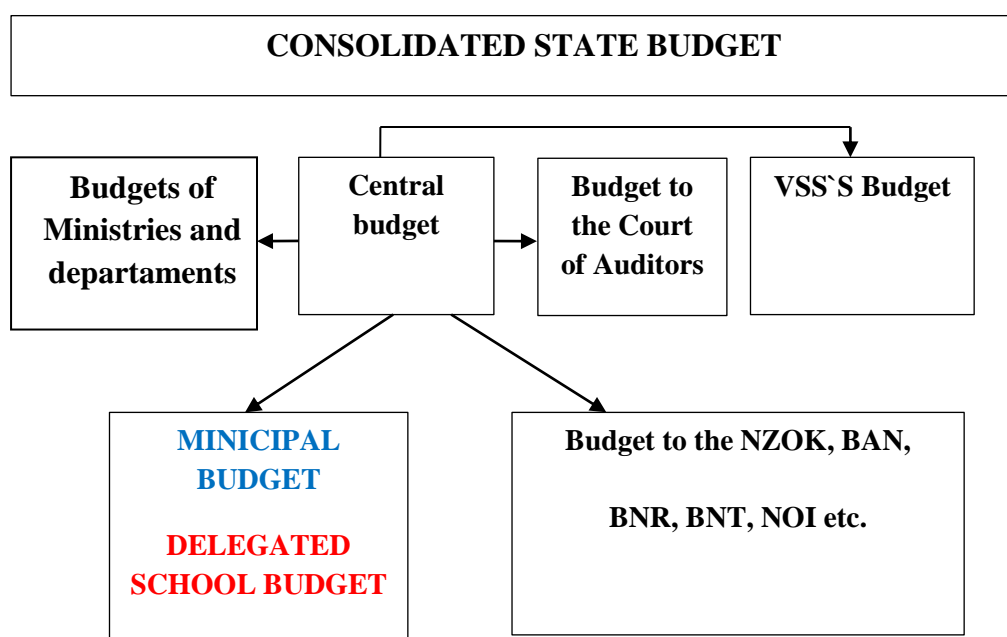 CONSOLIDATED STATE BUDGET
Budgets of
Ministries and
departaments
Central
budget
Budget to
the Court
of Auditors
VSS`S Budget
MINICIPAL
BUDGET
DELEGATED
SCHOOL BUDGET
Budget to the NZOK, BAN,
BNR, BNT, NOI etc.